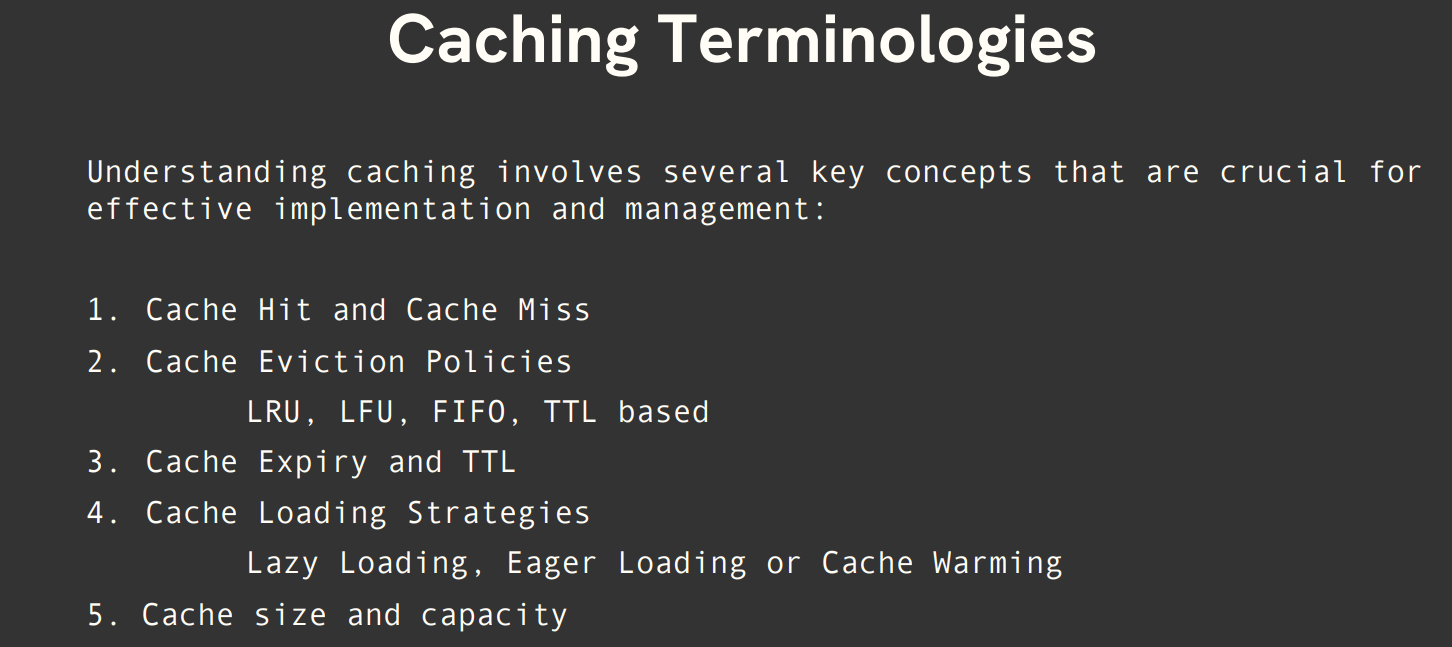 Caching Terminologies
Understanding caching involves several key concepts that are crucial for
effective implementation and management:
1. Cache Hit and Cache Miss
2. Cache Eviction Policies
LRU, LFU, FIFO, TTL based
3. Cache Expiry and TTL
4. Cache Loading Strategies
Lazy Loading, Eager Loading or Cache Warming
5. Cache size and capacity